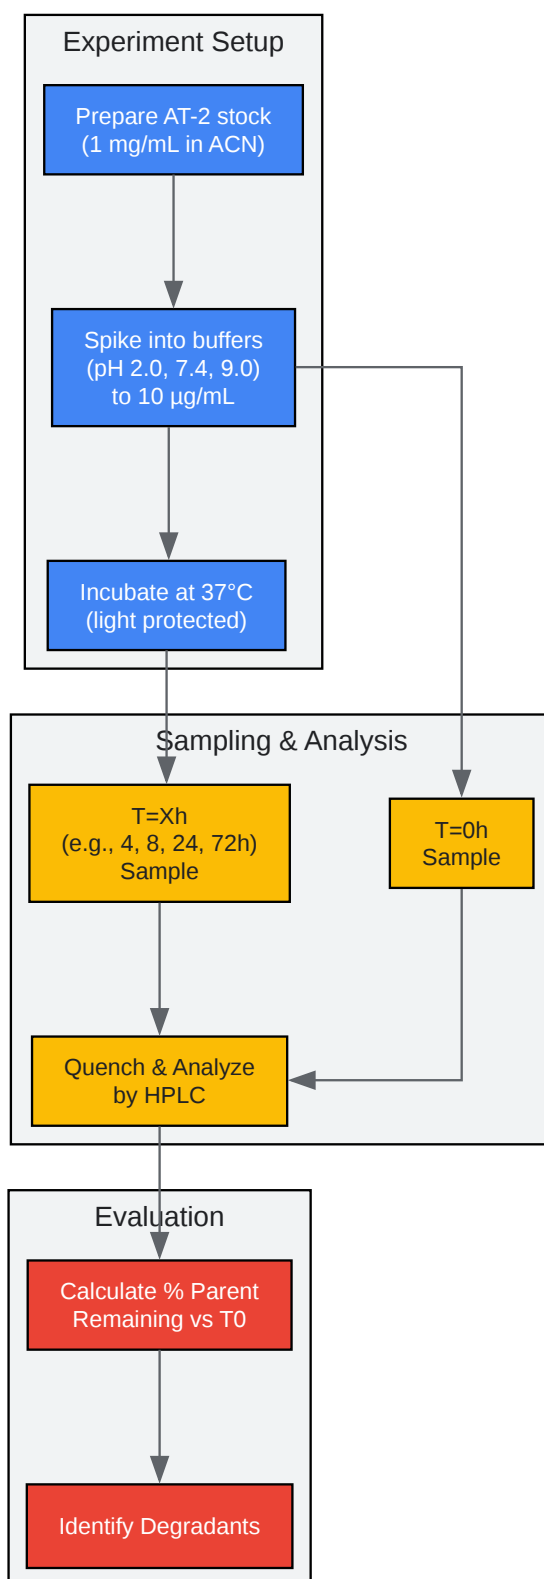 Experiment Setup
Prepare AT-2 stock
(1 mg/mL in ACN)
Spike into buffers
(pH 2.0, 7.4, 9.0)
to 10 µg/mL
Incubate at 37°C
(light protected)
Sampling & Analysis
T=Xh
(e.g., 4, 8, 24, 72h)
Sample
T=0h
Sample
Quench & Analyze
by HPLC
Evaluation
Calculate % Parent
Remaining vs T0
Identify Degradants